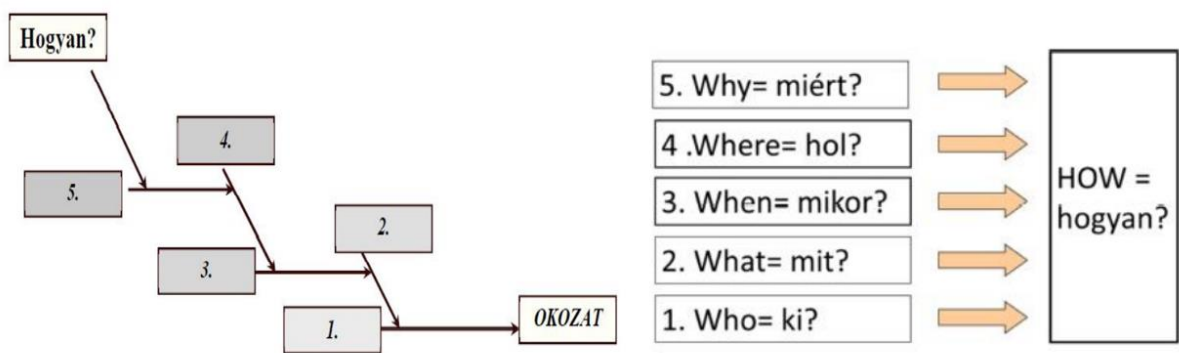 Hogyan?
4.
5.
2.
3.
1.
OKOZAT
5. Why= miért?
4 .Where= hol?
3. When= mikor?
2. What= mit?
1. Who= ki?
HOW =
hogyan?